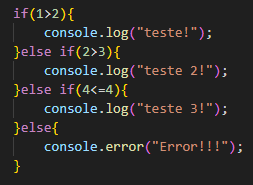 if(1>2){
    console.log("teste!");
}else if(2>3){
    console.log("teste 2!");
}else if(4<=4){
    console.log("teste 3!");
}else{
    console.error("Error!!!");
}